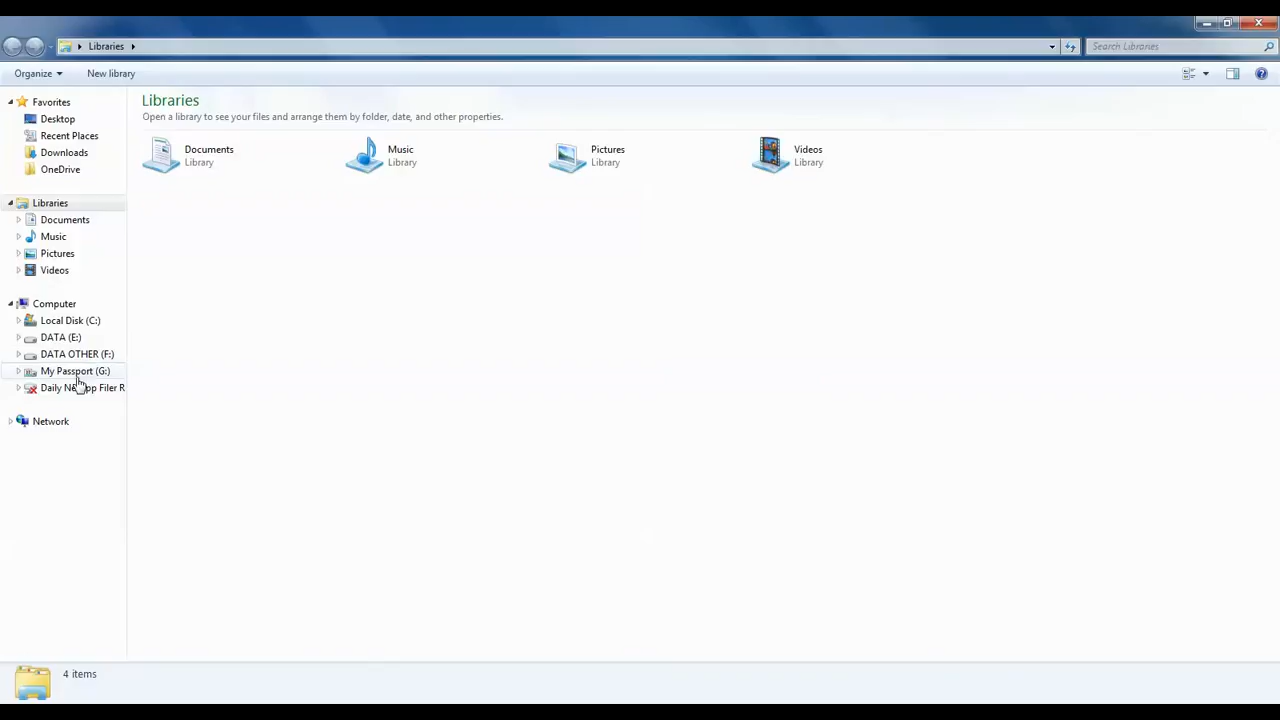 Libraries
Search Libraries
Organize
New library
Favorites
Desktop
Recent Places
Downloads
OneDrive
Libraries
Documents
Music
Pictures
Videos
Computer
Local Disk (C:)
DATA (E:)
DATA OTHER (F:)
My Passport (G:)
Daily Filer R
Network
Libraries
Open a library to see your files and arrange them by folder, date, and other properties.
Documents
Library
Music
Library
Pictures
Library
Videos
Library
4 items